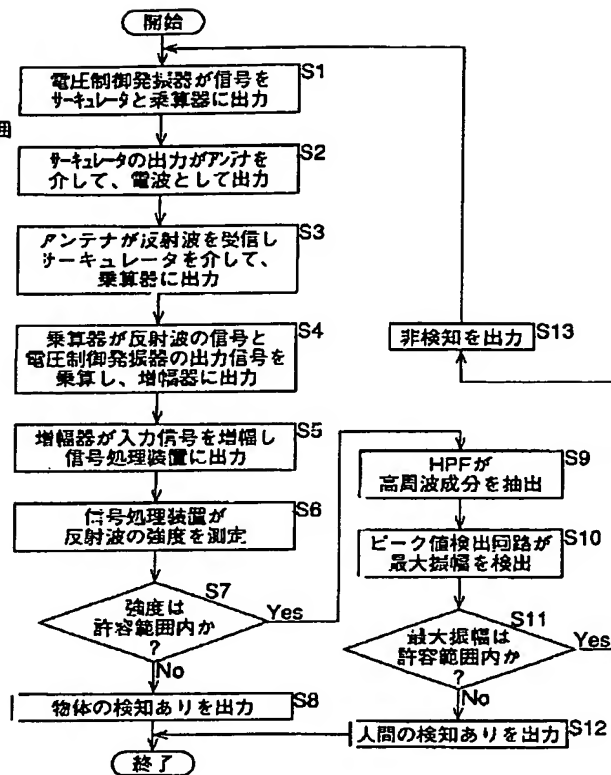 開始
電圧制御発振器が信号を
サーキュレータと乗算器に出力
S1
囲
サーキュレータの出力がアンテナを
介して、電波として出力
S2
アンテナが反射波を受信し
サーキュレータを介して、
乗算器に出力
S3
乗算器が反射波の信号と
電圧制御発振器の出力信号を
乗算し、増幅器に出力
S4
増幅器が入力信号を増幅し
信号処理装置に出力
S5
信号処理装置が
反射波の強度を測定
S6
強度は
許容範囲内か
?
S7
Yes
No
物体の検知ありを出力
S8
終了
HPFが
高周波成分を抽出
S9
ピーク値検出回路が
最大振幅を検出
S10
最大振幅は
許容範囲内か
?
S11
Yes
No
人間の検知ありを出力
S12
非検知を出力
S13